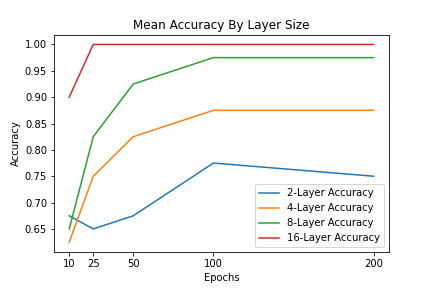 Mean Accuracy By Layer Size
1.00
0.95
0.90
0.85
0.80
0.75
0.70
0.65
Accuracy
2-Layer Accuracy
4-Layer Accuracy
8-Layer Accuracy
16-Layer Accuracy
10 25 50 100 200
Epochs